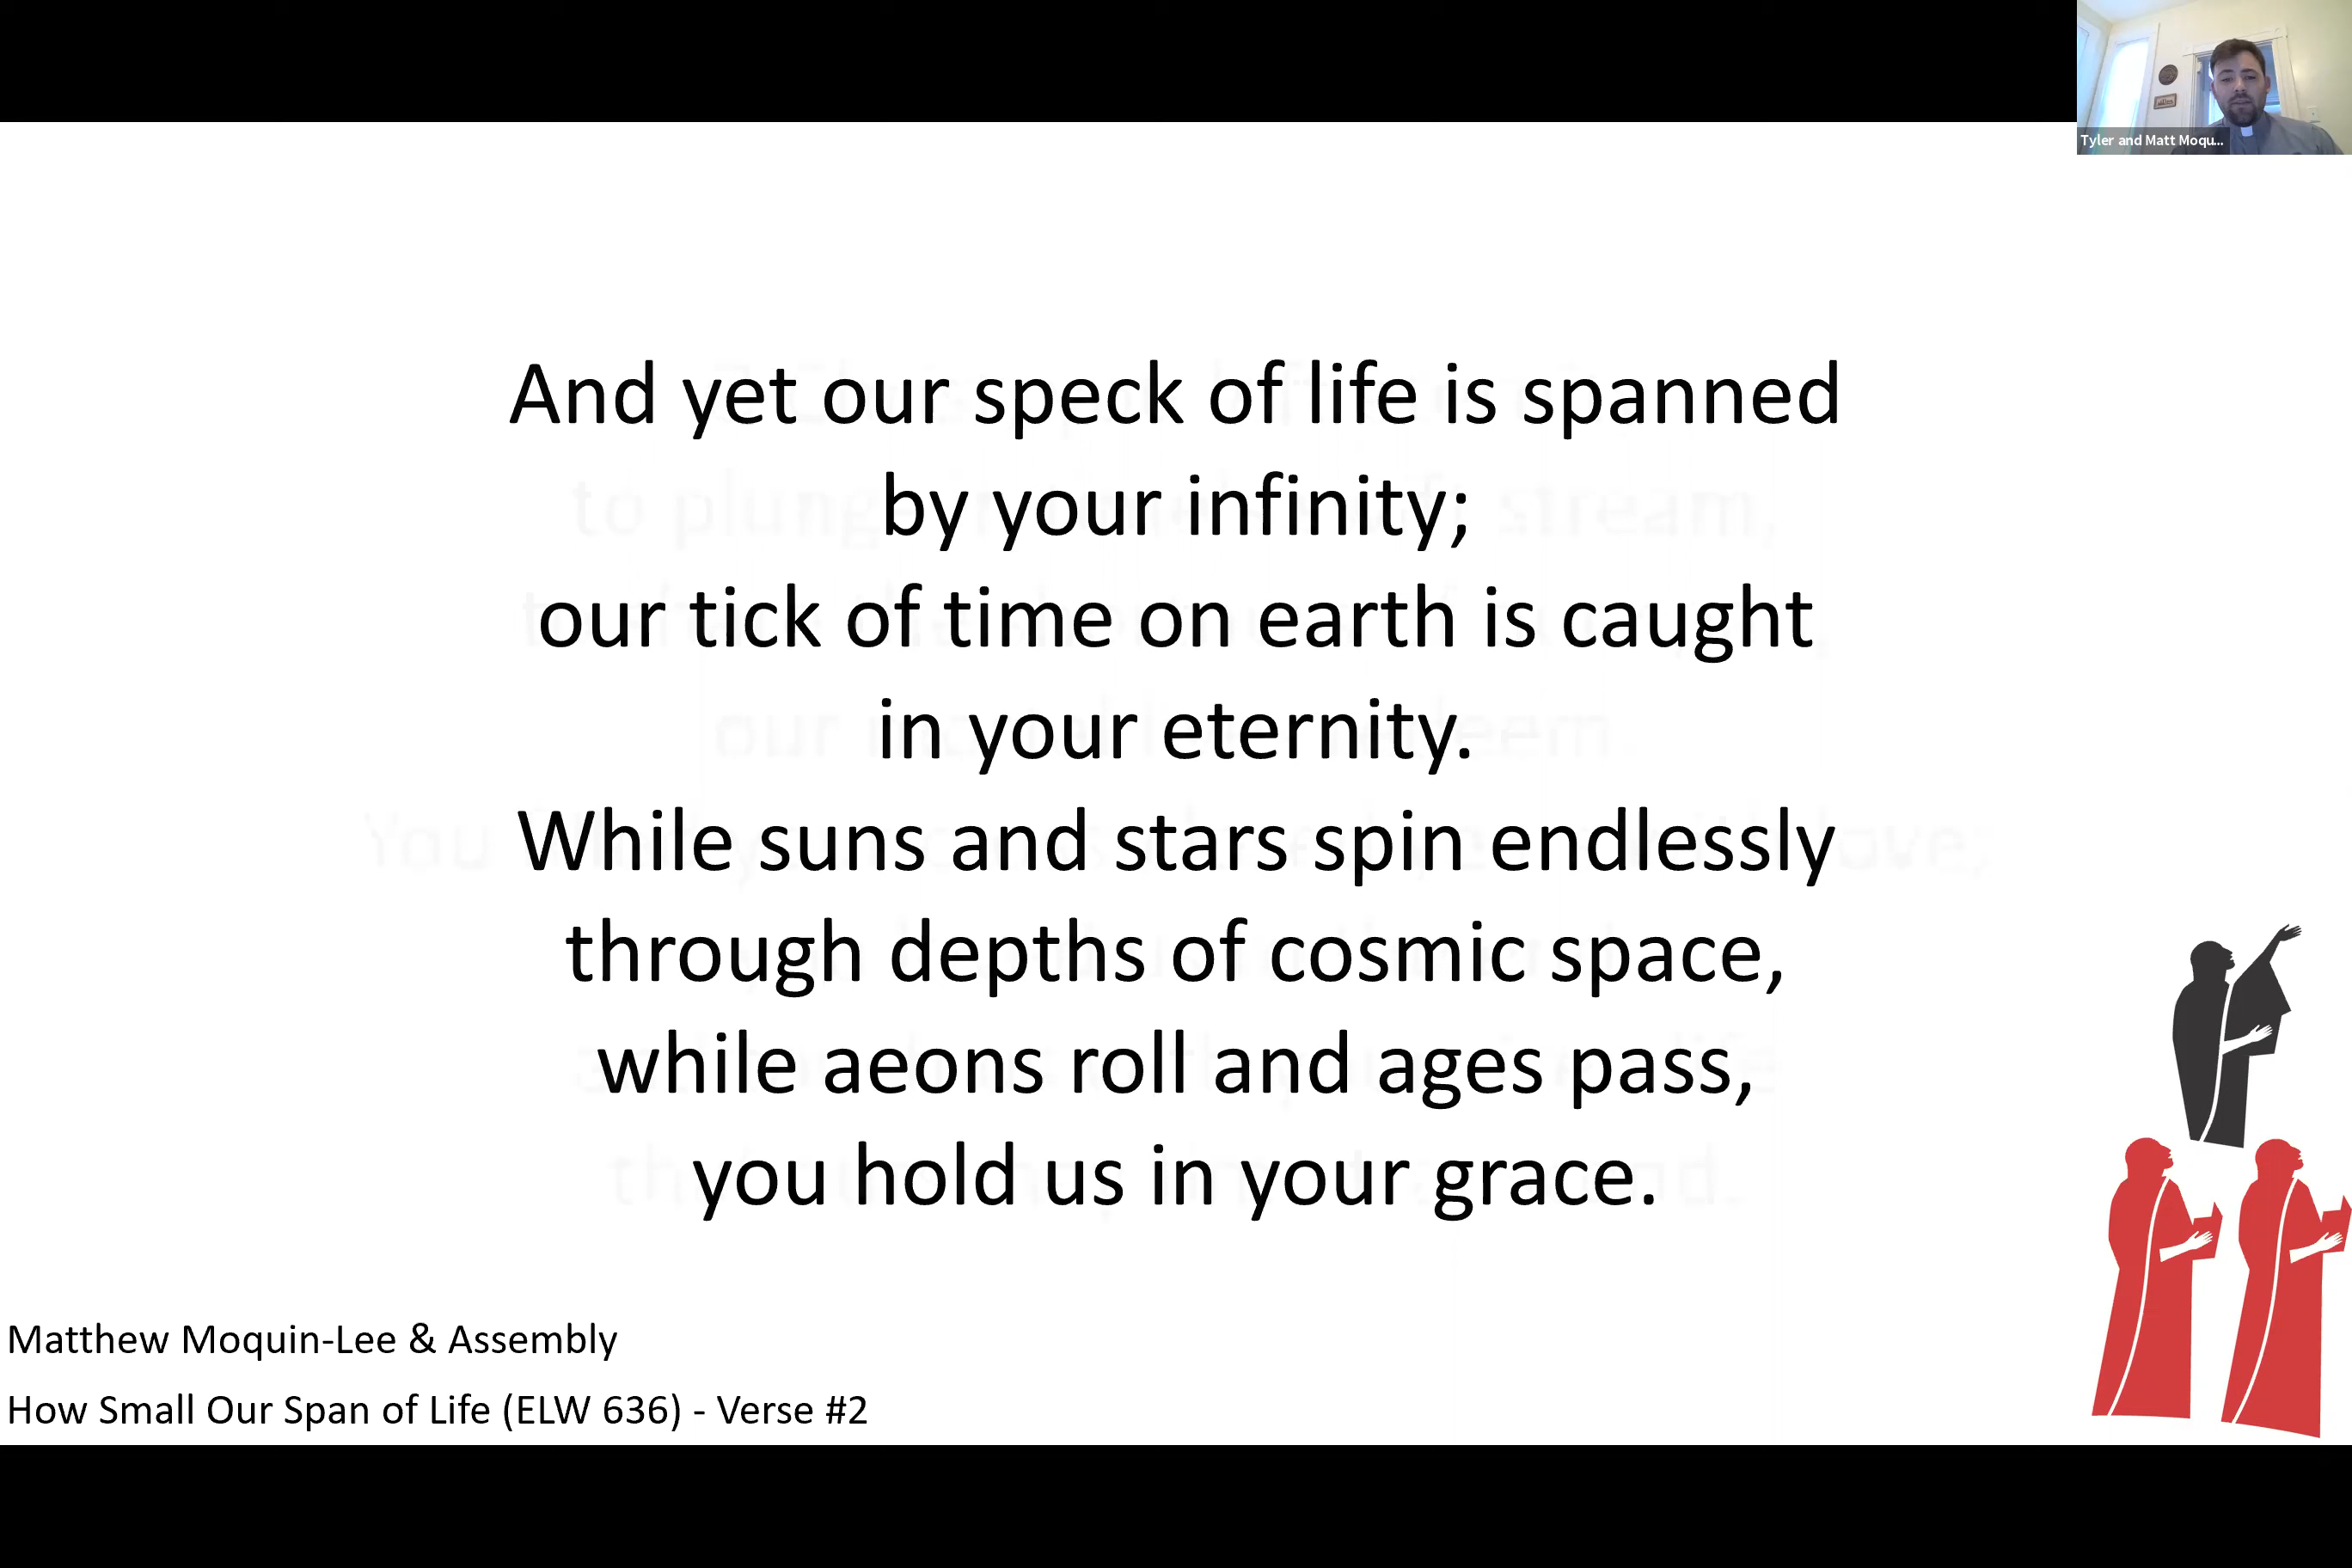 Tyler and Matt Moqu...
And yet our speck of life is spanned
by your infinity;
our tick of time on earth is caught
in your eternity.
While suns and stars spin endlessly
through depths of cosmic space,
while aeons roll and ages pass,
you hold us in your grace.
Matthew Moquin-Lee & Assembly
How Small Our Span of Life (ELW 636) - Verse #2